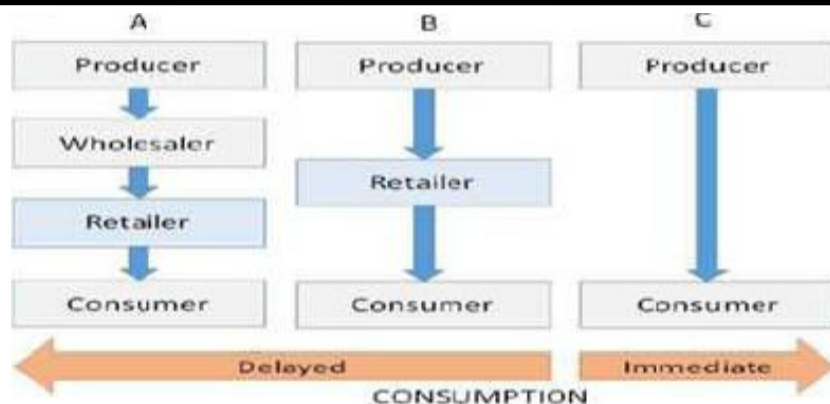 A
B
C
Producer
Producer
Producer
Wholesaler
Retailer
Retailer
Consumer
Consumer
Consumer
Delayed
Immediate
CONSUMPTION